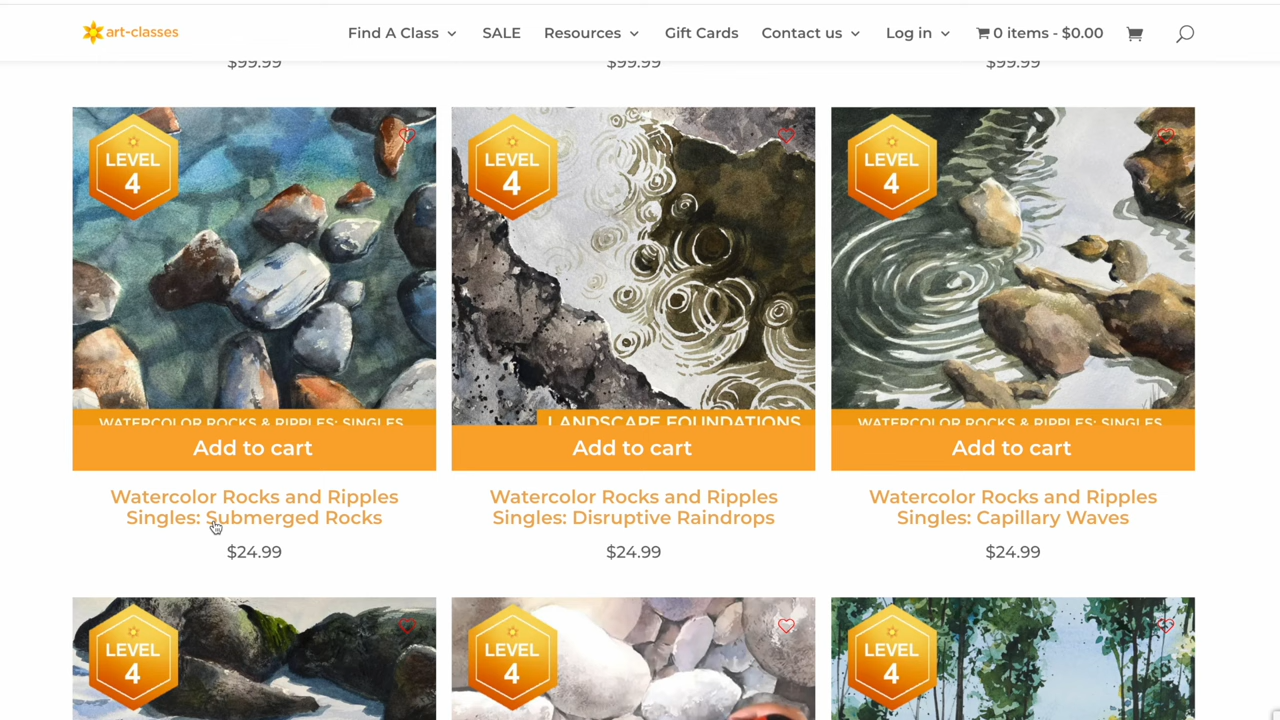 art-classes
Find A Class
SALE
Resources
Gift Cards
Contact us
Log in
0 items - $0.00
$99.99
$99.99
$99.99
LEVEL
4
LEVEL
4
LEVEL
4
WATERCOLOR ROCKS & RIPPLES: SINGLES
LANDSCAPE FOUNDATIONS
WATERCOLOR ROCKS & RIPPLES: SINGLES
Add to cart
Add to cart
Add to cart
Watercolor Rocks and Ripples
Singles: Submerged Rocks
$24.99
Watercolor Rocks and Ripples
Singles: Disruptive Raindrops
$24.99
Watercolor Rocks and Ripples
Singles: Capillary Waves
$24.99
LEVEL
4
LEVEL
4
LEVEL
4